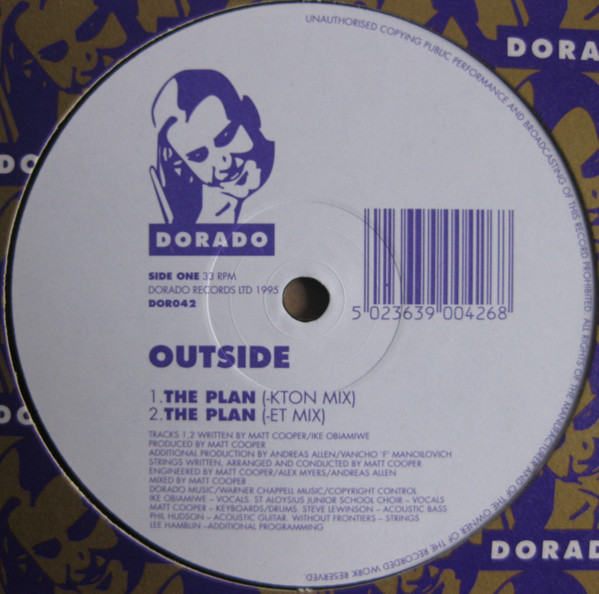 UNAUTHORISED COPYING PUBLIC PERFORMANCE AND BROADCASTING OF THIS RECORD PROHIBITED. ALL RIGHTS OF THE MANUFACTURER AND OF THE OWNER OF THE RECORDED WORK RESERVED.
DORA
DO
DORADO
SIDE ONE 33 RPM
DORADO RECORDS LTD 1995
DOR042
5 023639 004268
OUTSIDE
1.THE PLAN (-KTON MIX)
2.THE PLAN (-ET MIX)
TRACKS 1,2 WRITTEN BY MATT COOPER/IKE OBIAMIWE
PRODUCED BY MATT COOPER
ADDITIONAL PRODUCTION BY ANDREAS ALLEN/VANCHO 'F' MANOILOVICH
STRINGS WRITTEN, ARRANGED AND CONDUCTED BY MATT COOPER
ENGINEERED BY MATT COOPER/ALEX MYERS/ANDREAS ALLEN
MIXED BY MATT COOPER
DORADO MUSIC/WARNER CHAPPELL MUSIC/COPYRIGHT CONTROL
IKE OBIAMIWE – VOCALS. ST ALOYSIUS JUNIOR SCHOOL CHOIR – VOCALS
MATT COOPER – KEYBOARDS/DRUMS. STEVE LEWINSON – ACOUSTIC BASS
PHIL HUDSON – ACOUSTIC GUITAR. WITHOUT FRONTIERS – STRINGS
LEE HAMBLIN –ADDITIONAL PROGRAMMING
DO
DORADO